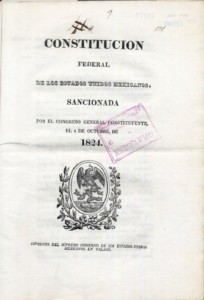 CONSTITUCION
FEDERAL
DE LOS ESTADOS UNIDOS MEXICANOS,
SANCIONADA
POR EL CONGRESO GENERAL CONSTITUYENTE,
EL 4 DE OCTUBRE DE
1824.
IMPRENTA DEL SUPREMO GOBIERNO DE LOS ESTADOS-UNIDOS
MEXICANOS, EN PALACIO.